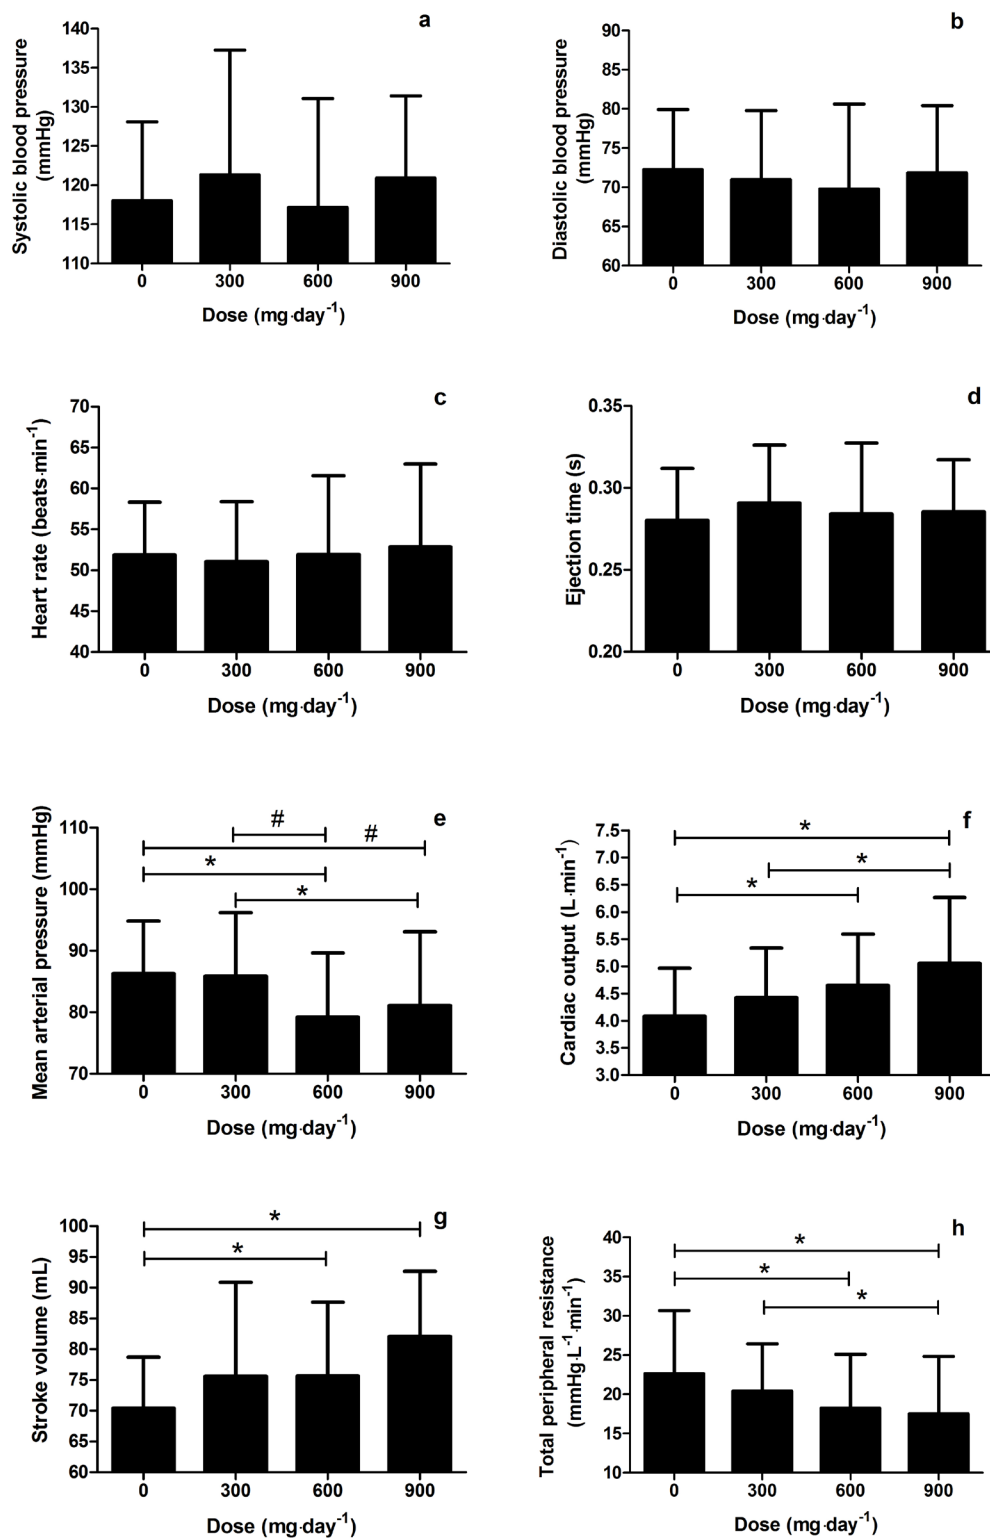 a
Systolic blood pressure
(mmHg)
140
135
130
125
120
115
110
0 300 600 900
Dose (mg·day⁻¹)
b
Diastolic blood pressure
(mmHg)
90
85
80
75
70
65
60
0 300 600 900
Dose (mg·day⁻¹)
c
Heart rate (beats·min⁻¹)
70
65
60
55
50
45
40
0 300 600 900
Dose (mg·day⁻¹)
d
Ejection time (s)
0.35
0.30
0.25
0.20
0 300 600 900
Dose (mg·day⁻¹)
e
Mean arterial pressure (mmHg)
110
100
90
80
70
#
#
*
*
0 300 600 900
Dose (mg·day⁻¹)
f
Cardiac output (L·min⁻¹)
7.5
7.0
6.5
6.0
5.5
5.0
4.5
4.0
3.5
3.0
*
*
*
0 300 600 900
Dose (mg·day⁻¹)
g
Stroke volume (mL)
100
95
90
85
80
75
70
65
60
*
*
0 300 600 900
Dose (mg·day⁻¹)
h
Total peripheral resistance
(mmHg·L⁻¹·min⁻¹)
40
35
30
25
20
15
10
*
*
*
0 300 600 900
Dose (mg·day⁻¹)